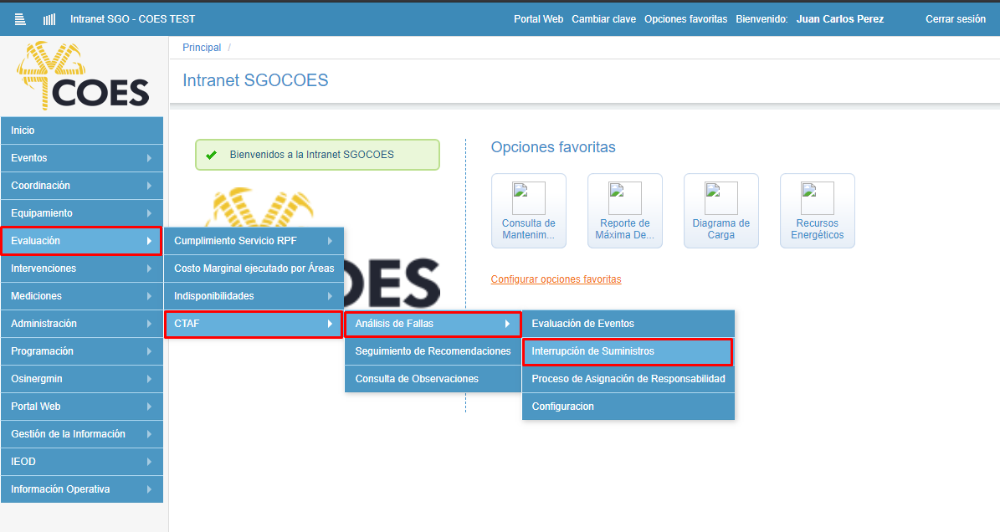 Intranet SGO - COES TEST
Portal Web Cambiar clave Opciones favoritas Bienvenido: Juan Carlos Perez Cerrar sesión
COES
Principal /
Intranet SGOCOES
Inicio
Eventos
Coordinación
Equipamiento
Evaluación
Intervenciones
Mediciones
Administración
Programación
Osinergmin
Portal Web
Gestión de la Información
IEOD
Información Operativa
Bienvenidos a la Intranet SGOCOES
OES
Cumplimiento Servicio RPF
Costo Marginal ejecutado por Áreas
Indisponibilidades
CTAF
Análisis de Fallas
Seguimiento de Recomendaciones
Consulta de Observaciones
Evaluación de Eventos
Interrupción de Suministros
Proceso de Asignación de Responsabilidad
Configuracion
Opciones favoritas
Consulta de
Mantenim...
Reporte de
Máxima De...
Diagrama de
Carga
Recursos
Energéticos
Configurar opciones favoritas